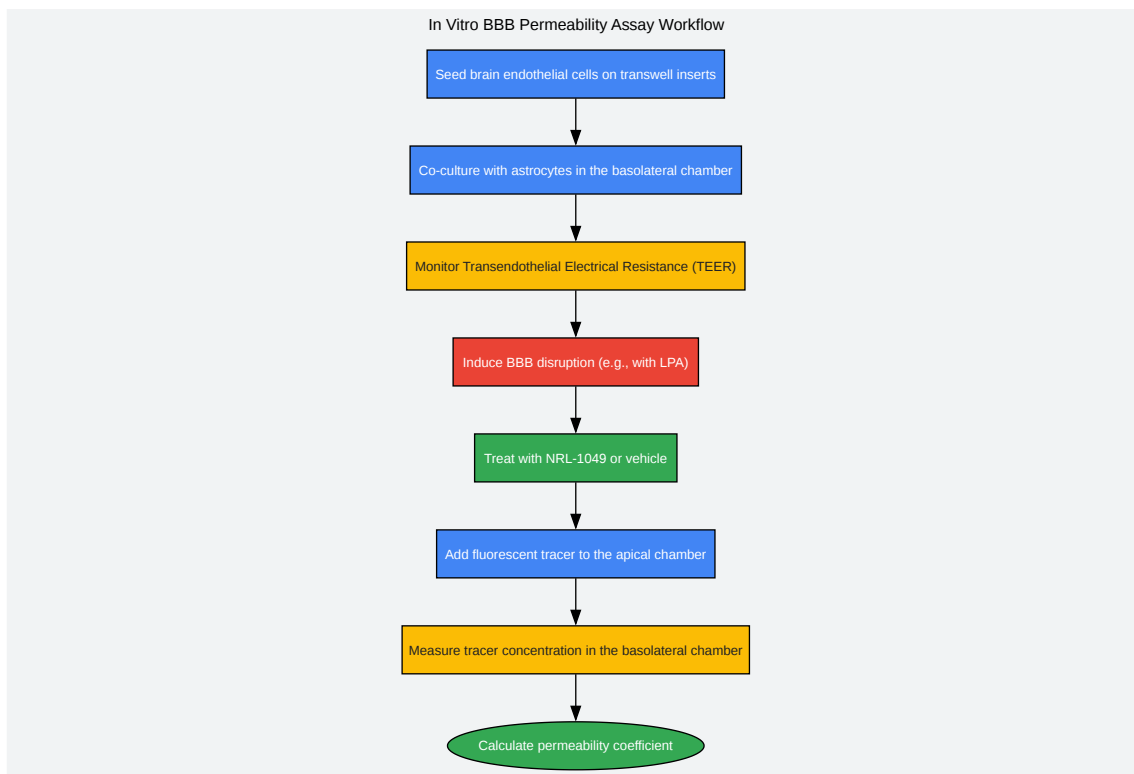 In Vitro BBB Permeability Assay Workflow
Seed brain endothelial cells on transwell inserts
Co-culture with astrocytes in the basolateral chamber
Monitor Transendothelial Electrical Resistance (TEER)
Induce BBB disruption (e.g., with LPA)
Treat with NRL-1049 or vehicle
Add fluorescent tracer to the apical chamber
Measure tracer concentration in the basolateral chamber
Calculate permeability coefficient